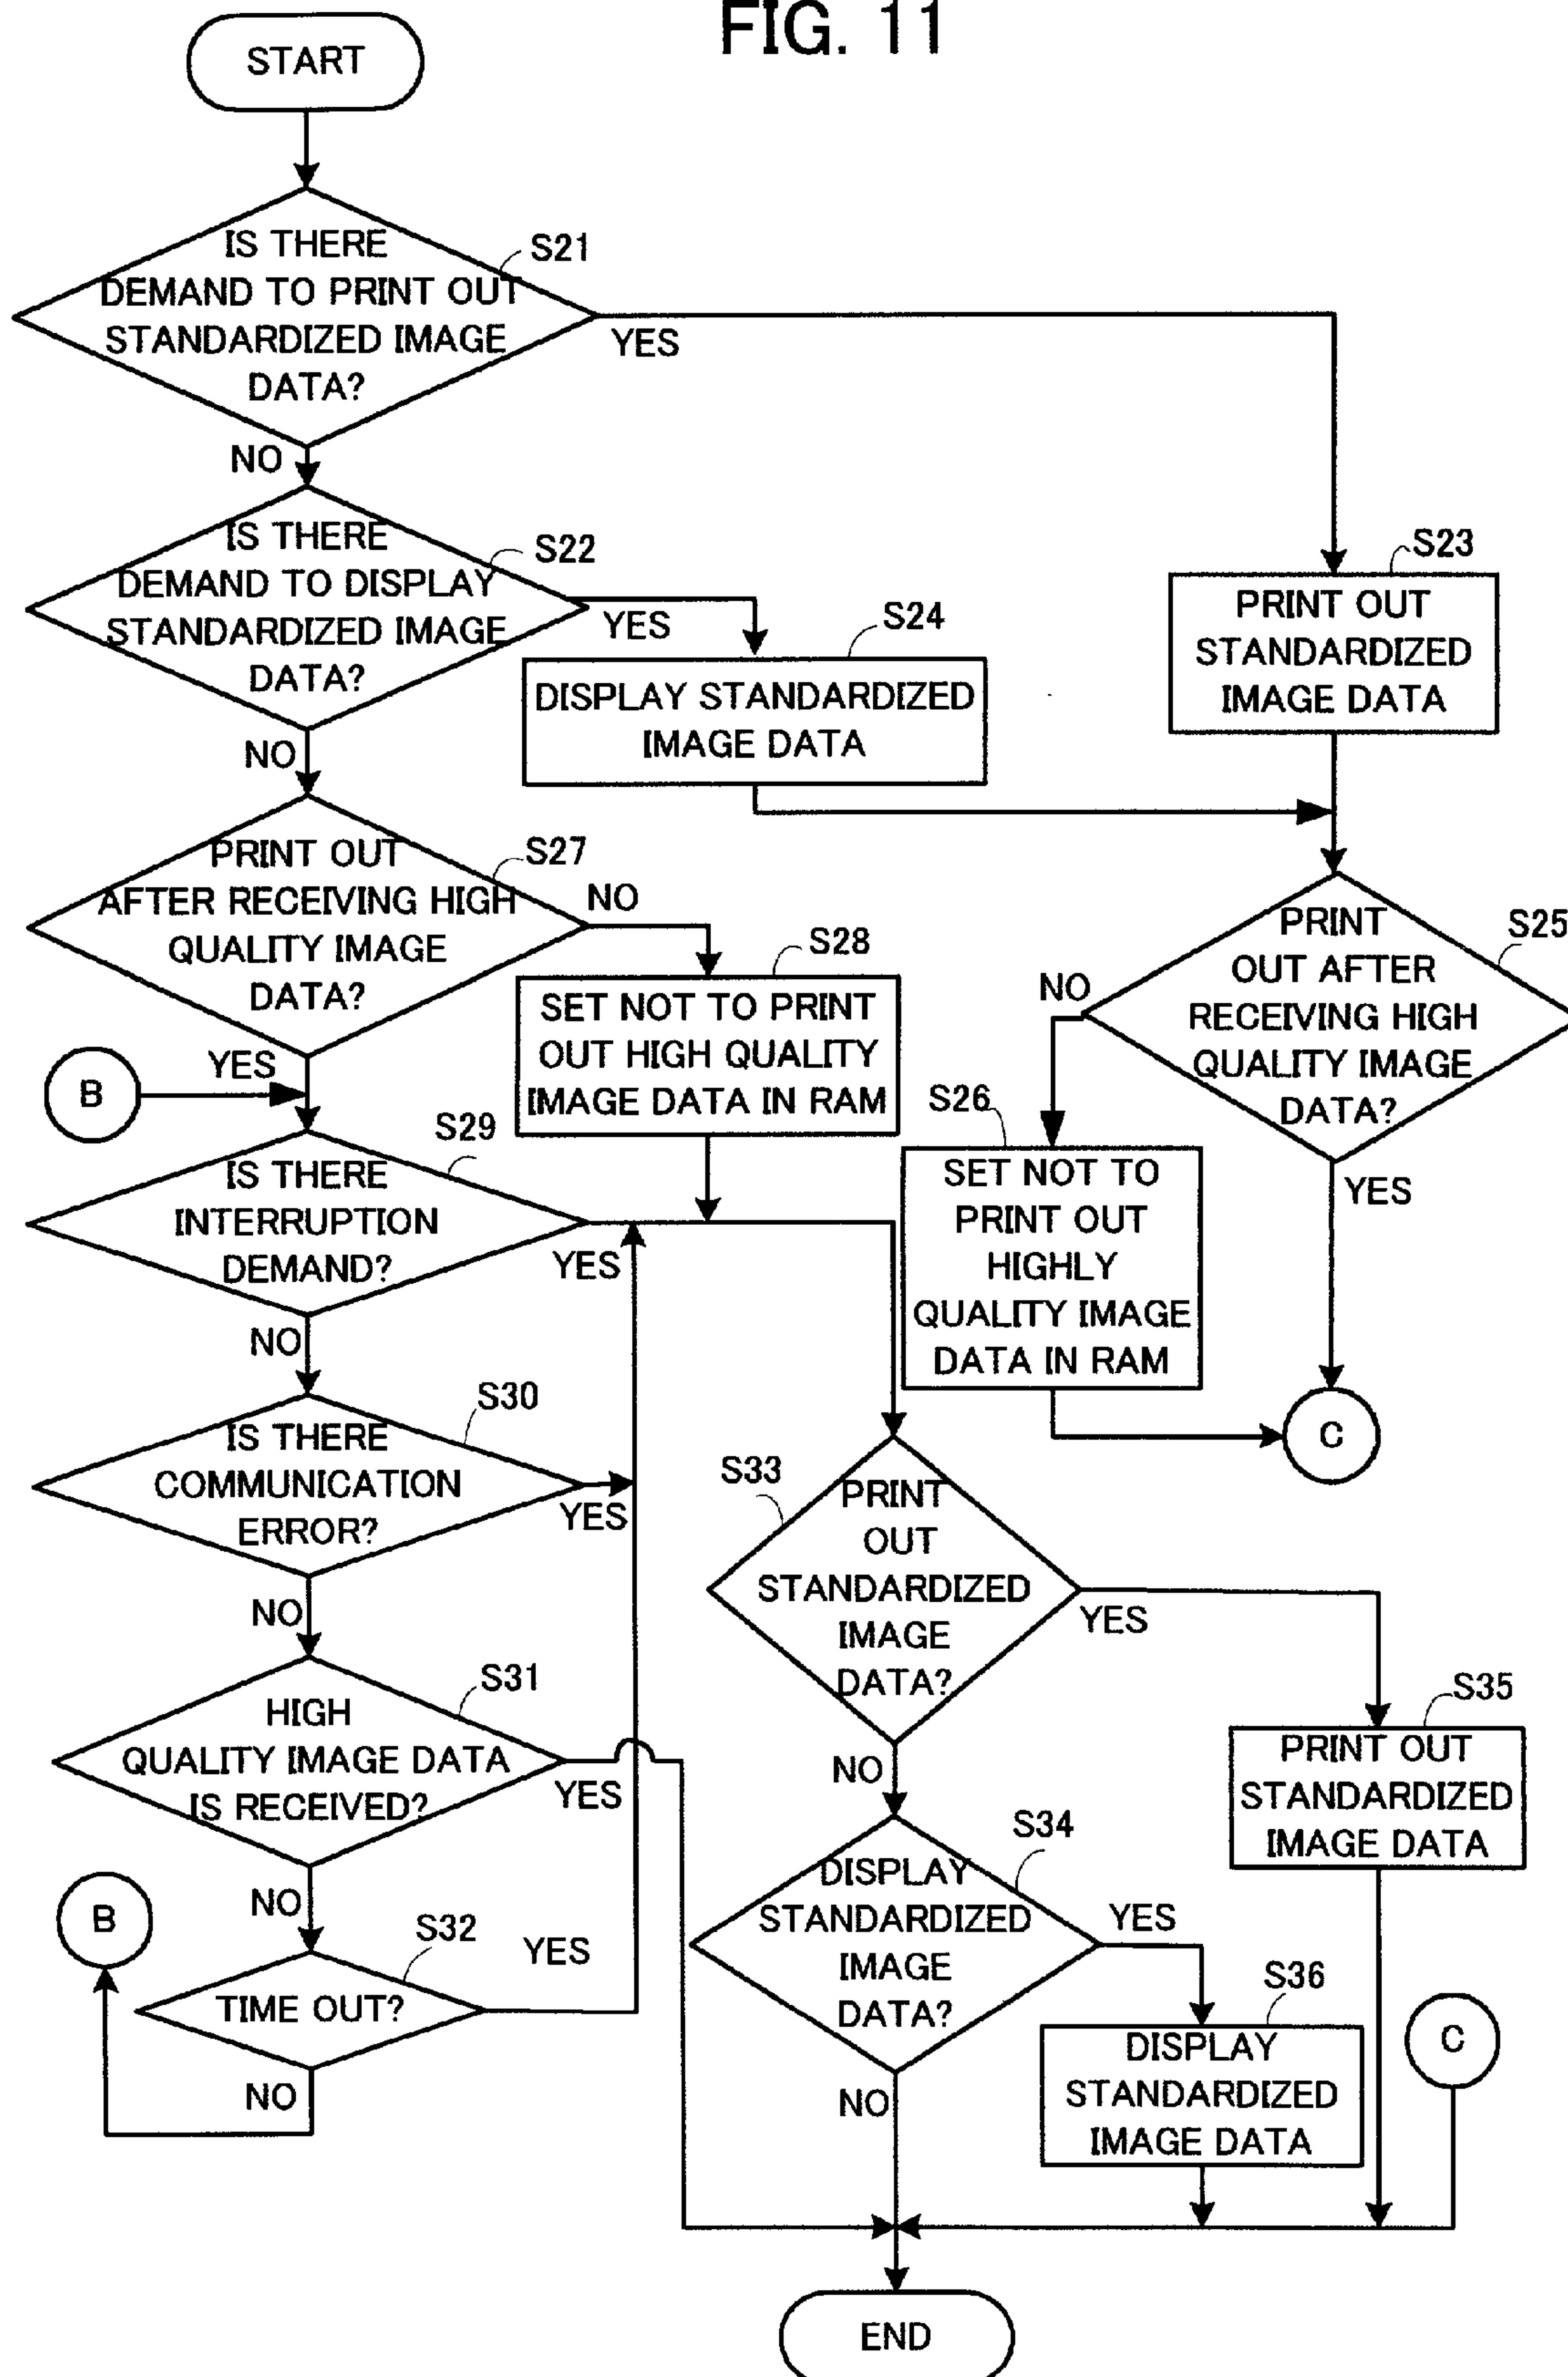 FIG. 11
START
IS THERE
DEMAND TO PRINT OUT
STANDARDIZED IMAGE
DATA?
S21
YES
NO
IS THERE
DEMAND TO DISPLAY
STANDARDIZED IMAGE
DATA?
S22
YES
NO
S24
DISPLAY STANDARDIZED
IMAGE DATA
S23
PRINT OUT
STANDARDIZED
IMAGE DATA
PRINT OUT
AFTER RECEIVING HIGH
QUALITY IMAGE
DATA?
S27
NO
YES
S28
SET NOT TO PRINT
OUT HIGH QUALITY
IMAGE DATA IN RAM
S25
PRINT
OUT AFTER
RECEIVING HIGH
QUALITY IMAGE
DATA?
NO
YES
S26
SET NOT TO
PRINT OUT
HIGHLY
QUALITY IMAGE
DATA IN RAM
C
B
S29
IS THERE
INTERRUPTION
DEMAND?
YES
NO
S30
IS THERE
COMMUNICATION
ERROR?
YES
NO
S31
HIGH
QUALITY IMAGE DATA
IS RECEIVED?
YES
NO
B
S32
TIME OUT?
YES
NO
S33
PRINT
OUT
STANDARDIZED
IMAGE
DATA?
YES
NO
S35
PRINT OUT
STANDARDIZED
IMAGE DATA
S34
DISPLAY
STANDARDIZED
IMAGE
DATA?
YES
NO
S36
DISPLAY
STANDARDIZED
IMAGE DATA
C
END